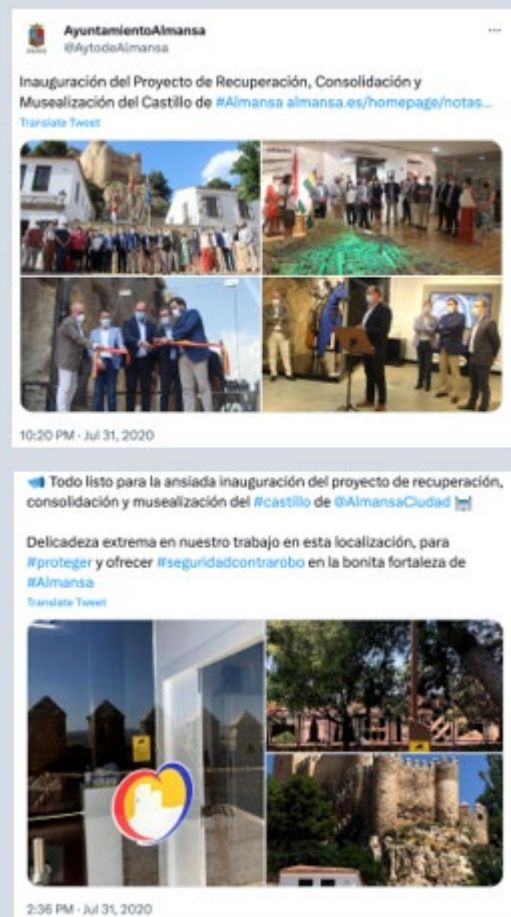 AyuntamientoAlmansa
@AytodeAlmansa
Inauguración del Proyecto de Recuperación, Consolidación y
Musealización del Castillo de #Almansa almansa.es/homepage/notas...
Translate Tweet
10:20 PM · Jul 31, 2020
Todo listo para la ansiada inauguración del proyecto de recuperación,
consolidación y musealización del #castillo de @AlmansaCiudad
Delicadeza extrema en nuestro trabajo en esta localización, para
#proteger y ofrecer #seguridadcontrarobo en la bonita fortaleza de
#Almansa
Translate Tweet
2:36 PM · Jul 31, 2020